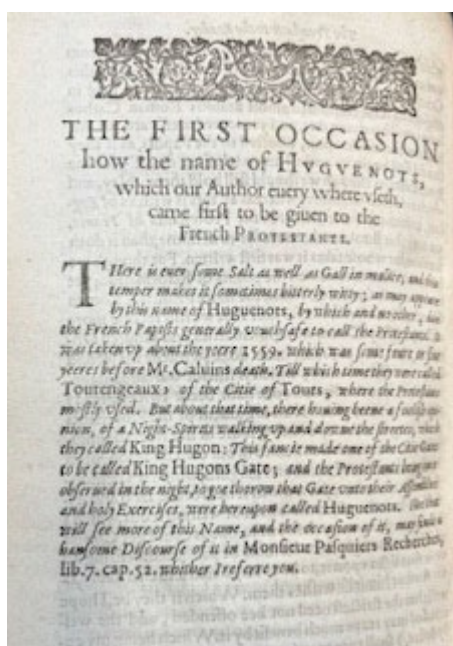 THE FIRST OCCASION
how the name of HVGVENOTS,
which our Author euery where vseth,
came first to be giuen to the
French PROTESTANTS.
THere is euer some Salt as well as Gall in malice, and this
temper makes it sometimes bitterly witty; as may appeare
by this name of Huguenots, by which and no other,
the French Papists generally vouchsafe to call the Protestants. It
was taken vp about the yeere 1559. which was some foure or fiue
yeeres before Mr. Caluins death. Till which time they were called
Toutengeaux, of the Citie of Tours, where the Protestants
mostly vsed. But about that time, there hauing beene a foolish opi-
nion, of a Night-Spirit walking vp and downe the streetes, which
they called King Hugon: This fancie made one of the Citie Gates
to be called King Hugons Gate; and the Protestants being
obserued in the night, to goe thorow that Gate vnto their Assemblies
and holy Exercises, were hereupon called Huguenots. He that
will see more of this Name, and the occasion of it, may finde a
hansome Discourse of it in Monsieur Pasquiers Recherches,
lib. 7. cap. 52. whither I referre you.